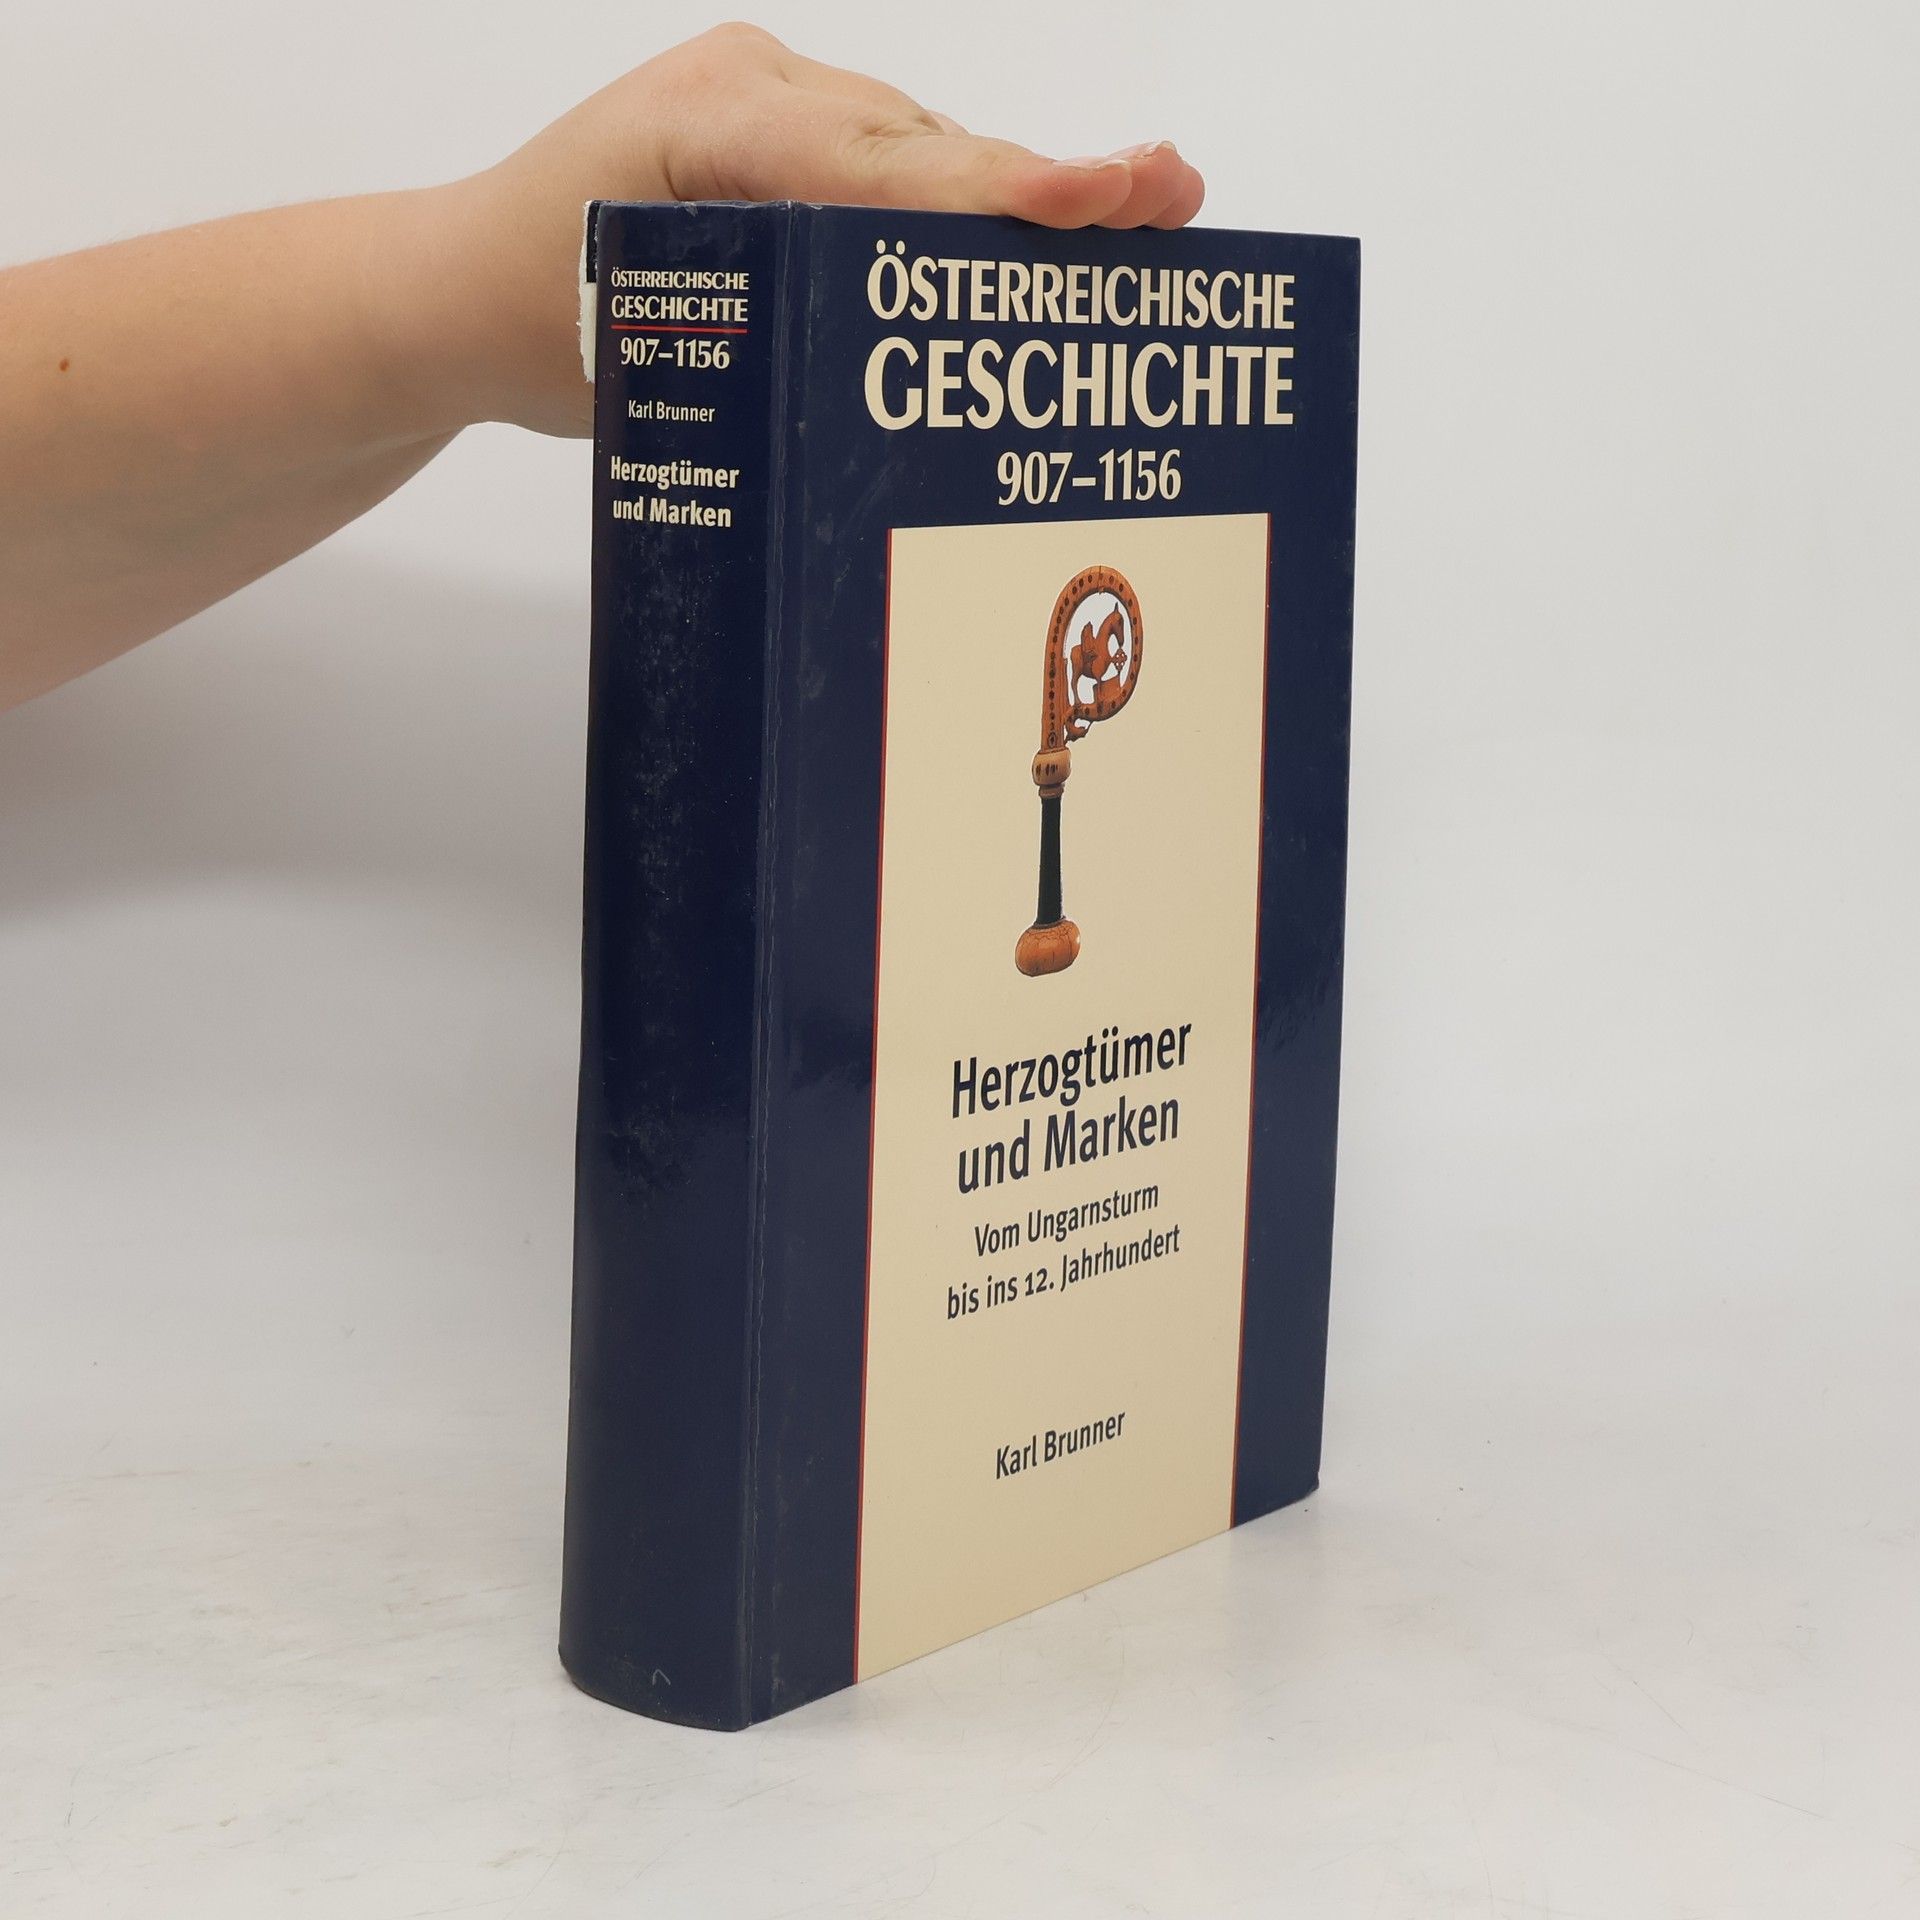 ÖSTERREICHISCHE
GESCHICHTE
907–1156
Karl Brunner
Herzogtümer
und Marken
ÖSTERREICHISCHE
GESCHICHTE
907–1156
Herzogtümer
und Marken
Vom Ungarnsturm
bis ins 12. Jahrhundert
Karl Brunner